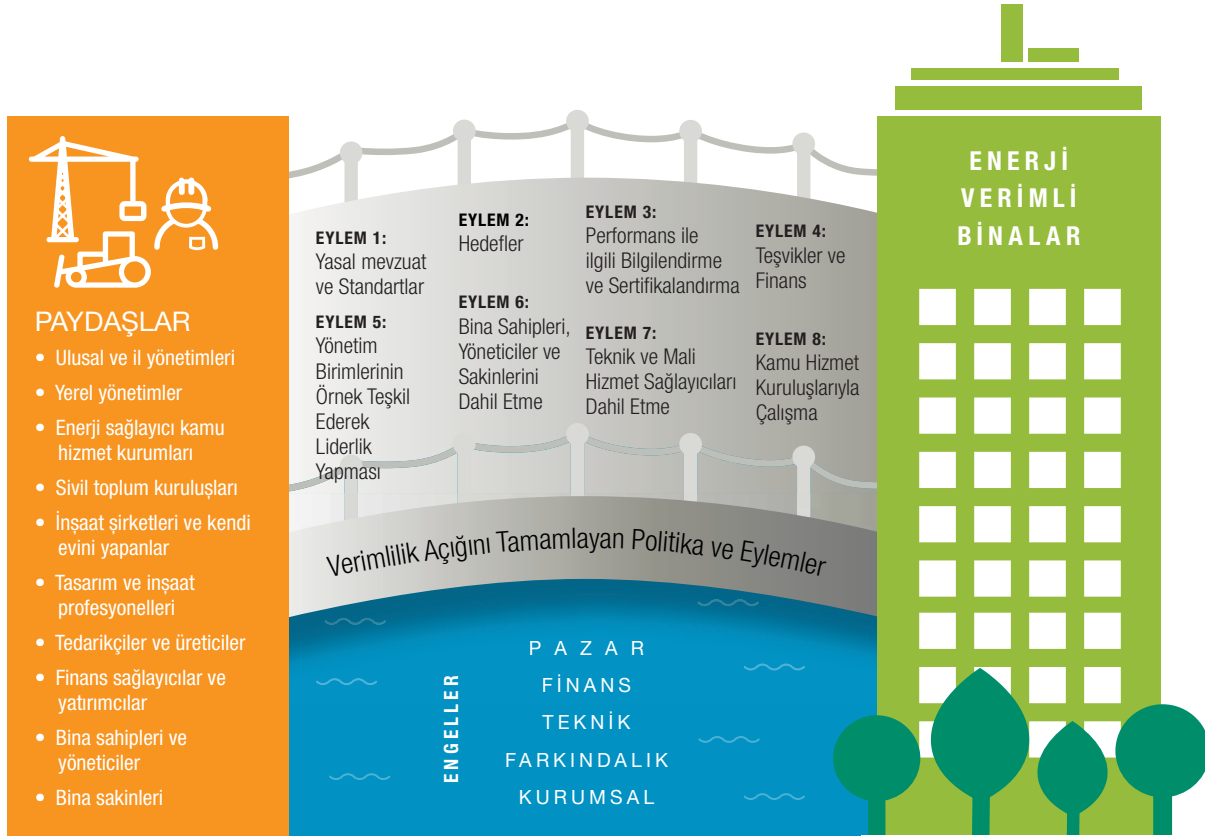 PAYDAŞLAR
• Ulusal ve il yönetimleri
• Yerel yönetimler
• Enerji sağlayıcı kamu
hizmet kurumları
• Sivil toplum kuruluşları
• İnşaat şirketleri ve kendi
evini yapanlar
• Tasarım ve inşaat
profesyonelleri
• Tedarikçiler ve üreticiler
• Finans sağlayıcılar ve
yatırımcılar
• Bina sahipleri ve
yöneticiler
• Bina sakinleri
EYLEM 1:
Yasal mevzuat
ve Standartlar
EYLEM 2:
Hedefler
EYLEM 3:
Performans ile
ilgili Bilgilendirme
ve Sertifikalandırma
EYLEM 4:
Teşvikler ve
Finans
EYLEM 5:
Yönetim
Birimlerinin
Örnek Teşkil
Ederek
Liderlik
Yapması
EYLEM 6:
Bina Sahipleri,
Yöneticiler ve
Sakinlerini
Dahil Etme
EYLEM 7:
Teknik ve Mali
Hizmet Sağlayıcıları
Dahil Etme
EYLEM 8:
Kamu Hizmet
Kuruluşlarıyla
Çalışma
Verimlilik Açığını Tamamlayan Politika ve Eylemler
ENGELLER
PAZAR
FİNANS
TEKNİK
FARKINDALIK
KURUMSAL
ENERJİ
VERİMLİ
BİNALAR